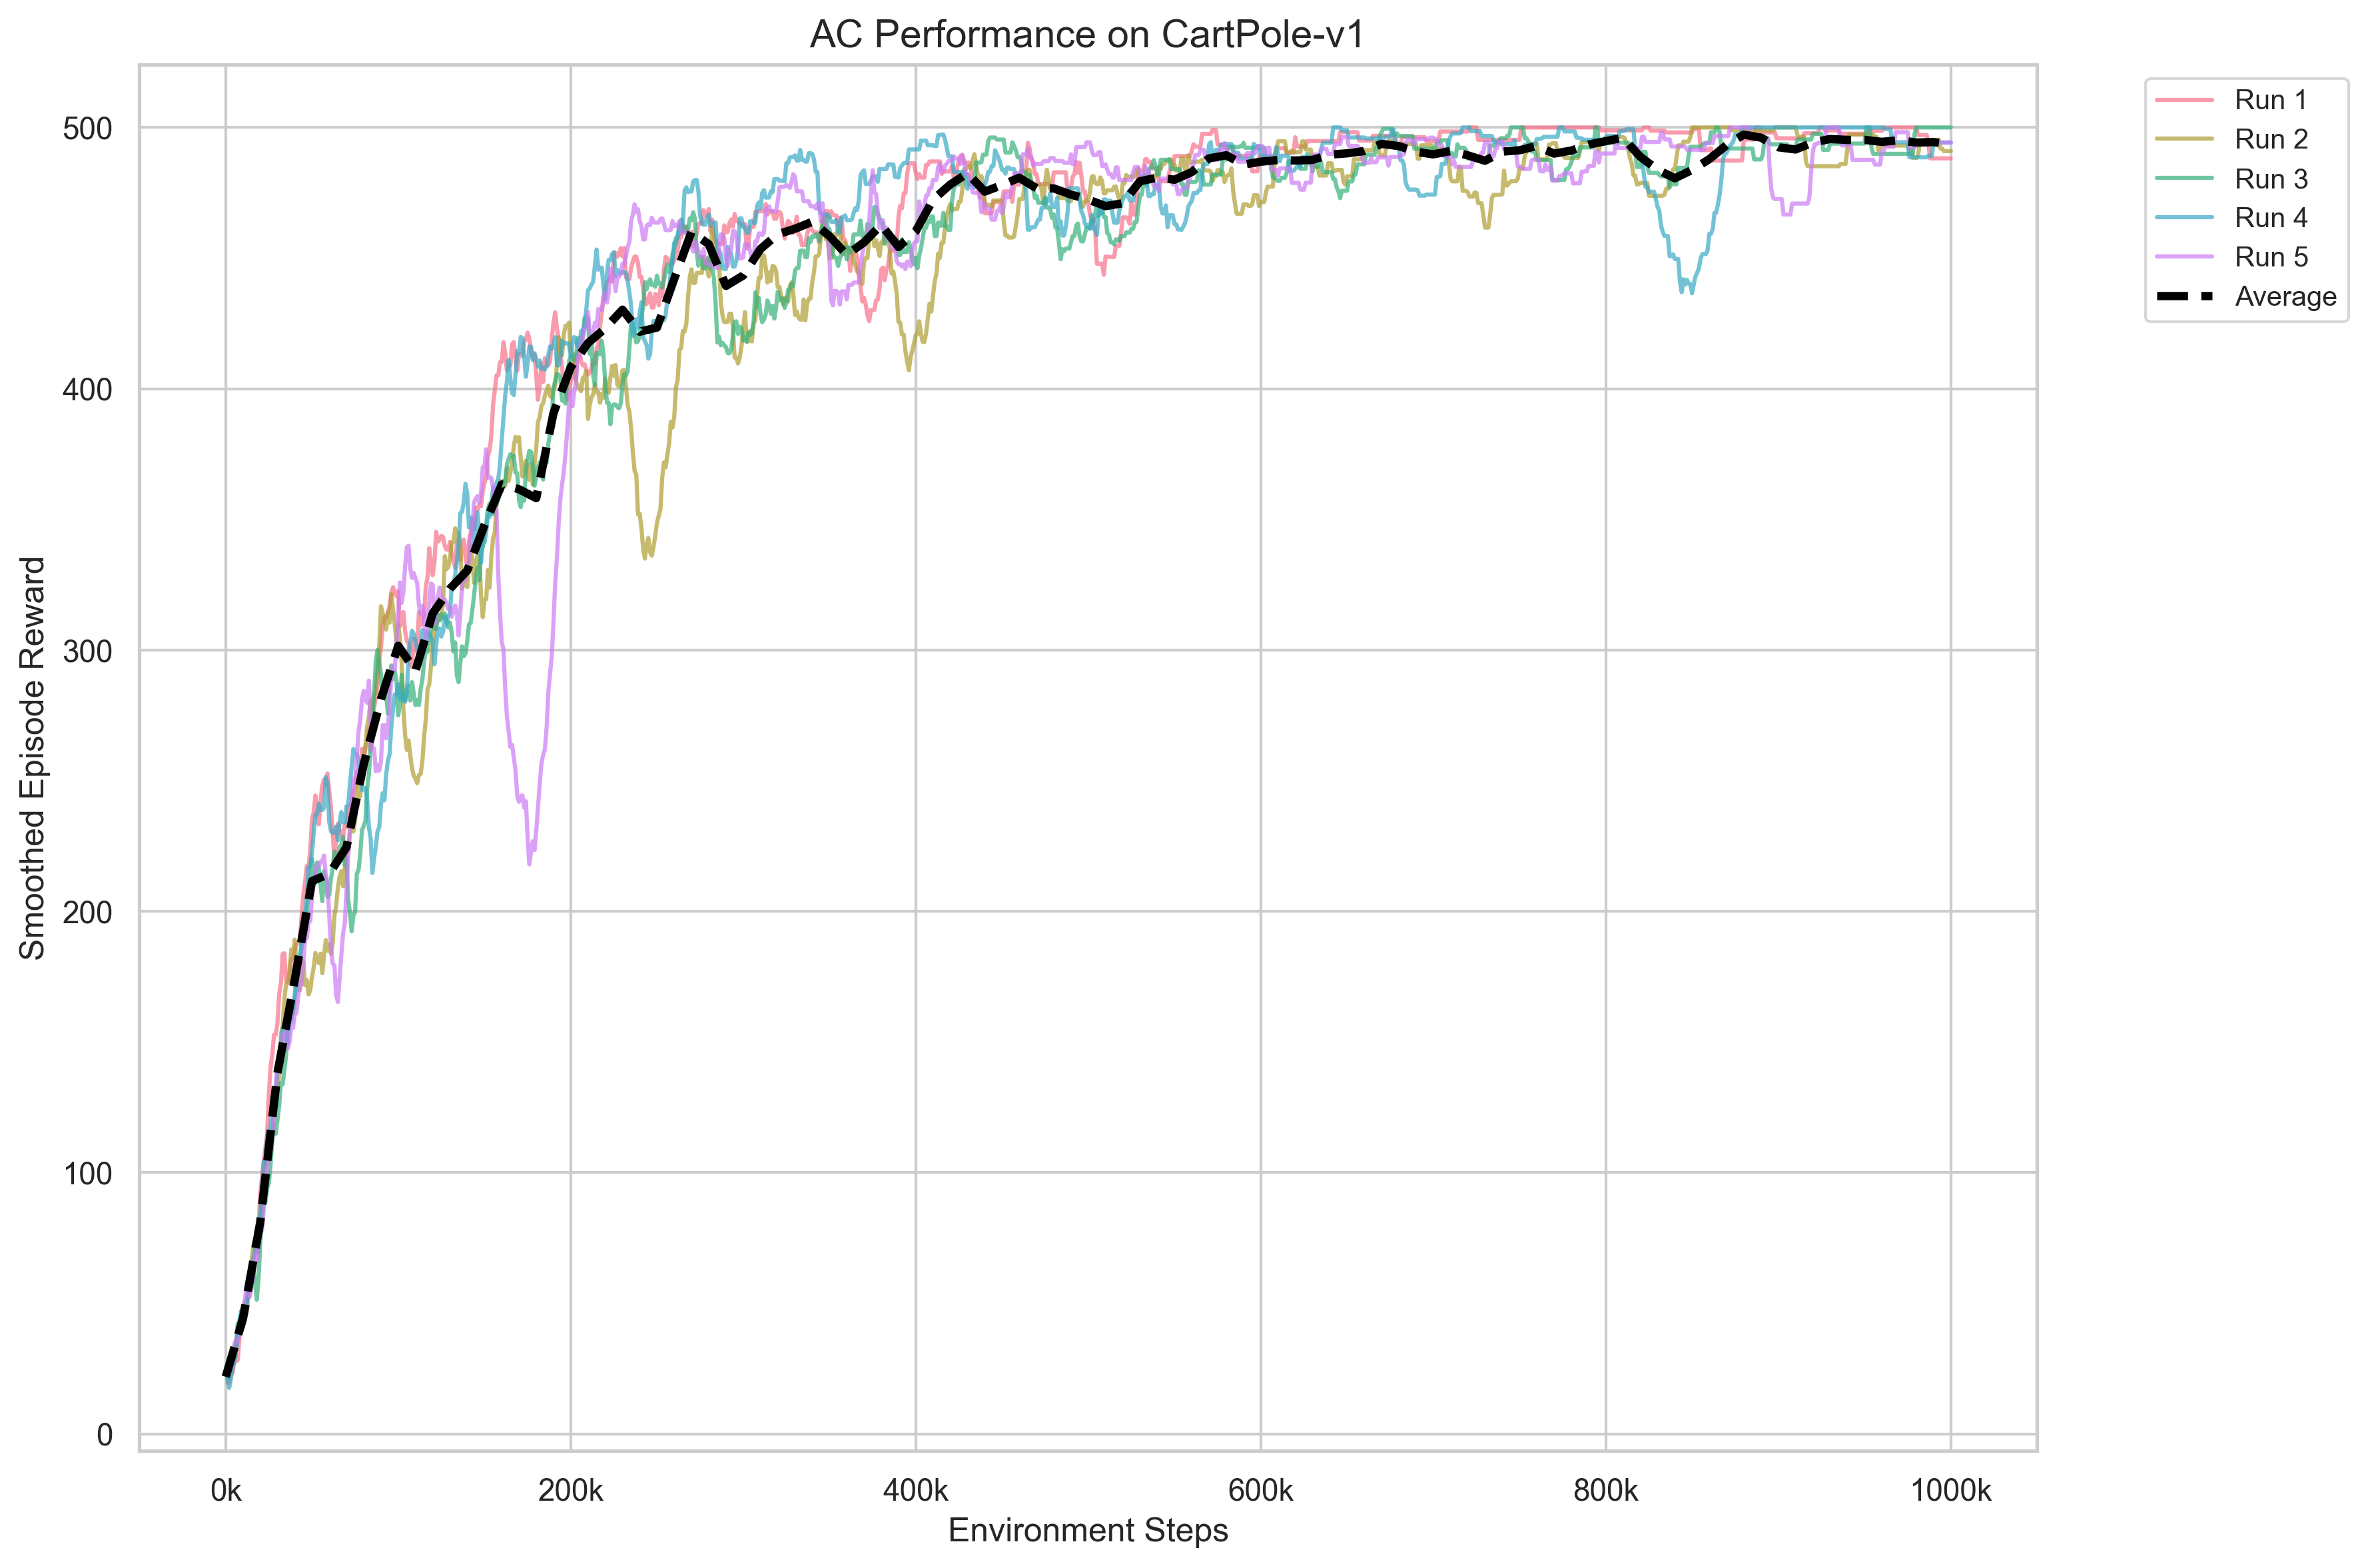 AC Performance on CartPole-v1
Run 1
Run 2
Run 3
Run 4
Run 5
Average
Smoothed Episode Reward
500
400
300
200
100
0
0k 200k 400k 600k 800k 1000k
Environment Steps